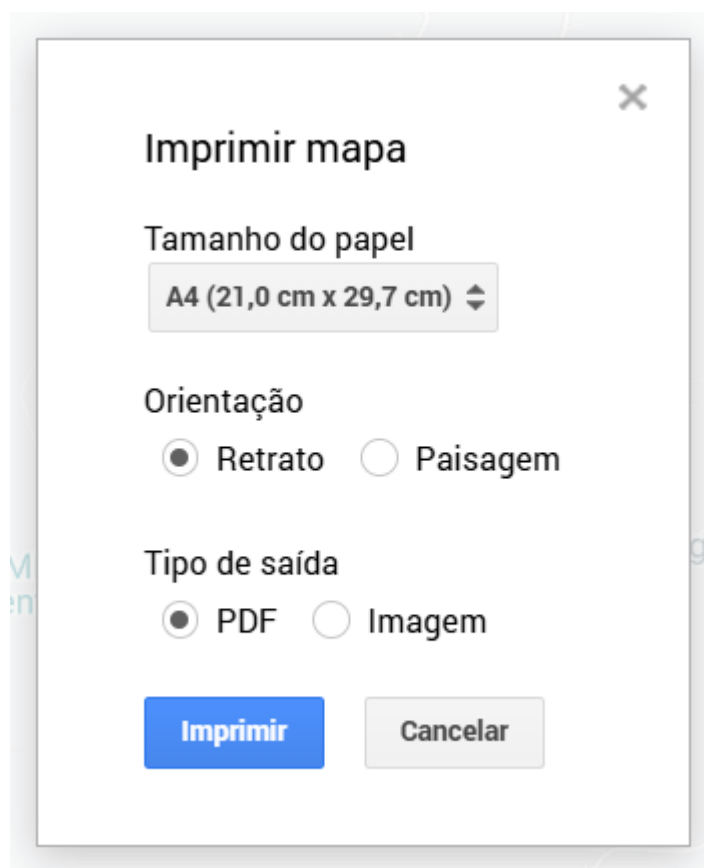 Imprimir mapa
Tamanho do papel
A4 (21,0 cm x 29,7 cm)
Orientação
Retrato Paisagem
Tipo de saída
PDF Imagem
Imprimir Cancelar